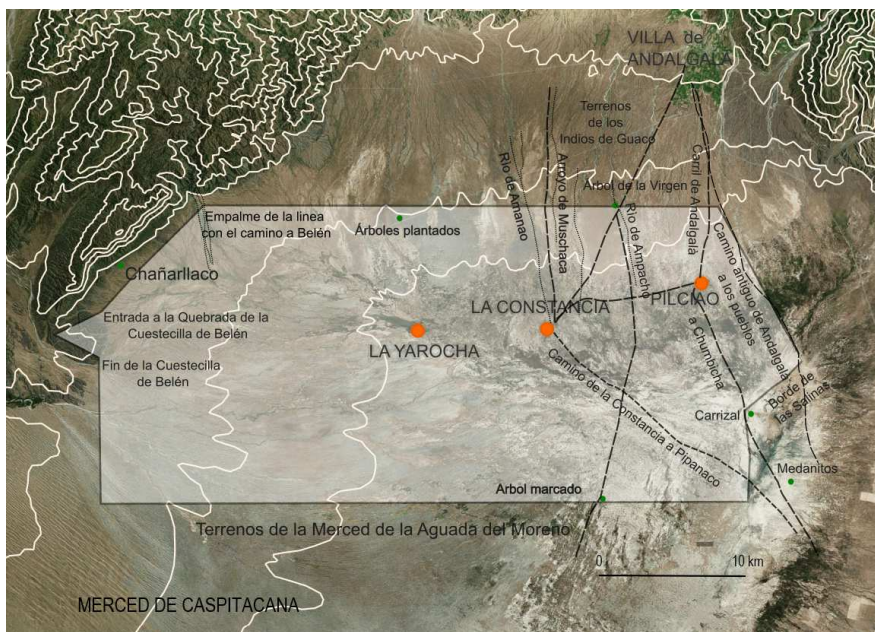 VILLA de
ANDALGALÁ
Terrenos
de los
Indios de Guaco
Río de Amanao
Arroyo de Muschaca
Árbol de la Virgen
Río de Ampacho
Carril de Andalgalá
Camino antiguo de Andalgalá
a los pueblos
Empalme de la linea
con el camino a Belén
Árboles plantados
Chañarllaco
Entrada a la Quebrada de la
Cuestecilla de Belén
LA CONSTANCIA
PILCIAO
LA YAROCHA
a Chumbicha
Fin de la Cuestecilla
de Belén
Camino de la Constancia a Pipanaco
Borde de
las Salinas
Carrizal
Medanitos
Arbol marcado
Terrenos de la Merced de la Aguada del Moreno
0 10 km
MERCED DE CASPITACANA